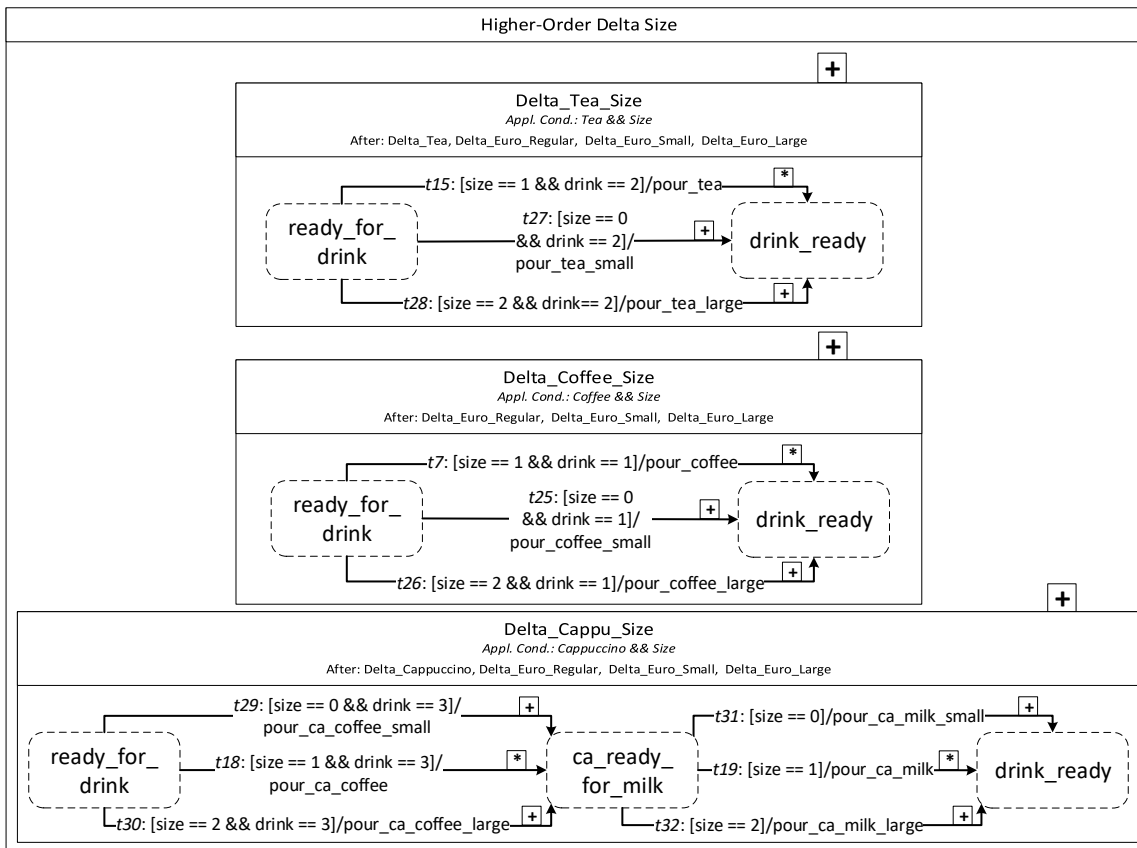 Higher-Order Delta Size
+
Delta_Tea_Size
Appl. Cond.: Tea && Size
After: Delta_Tea, Delta_Euro_Regular, Delta_Euro_Small, Delta_Euro_Large
t15: [size == 1 && drink == 2]/pour_tea
*
ready_for_
drink
t27: [size == 0
&& drink == 2]/
pour_tea_small
+
drink_ready
t28: [size == 2 && drink== 2]/pour_tea_large
+
+
Delta_Coffee_Size
Appl. Cond.: Coffee && Size
After: Delta_Euro_Regular, Delta_Euro_Small, Delta_Euro_Large
t7: [size == 1 && drink == 1]/pour_coffee
*
ready_for_
drink
t25: [size == 0
&& drink == 1]/
pour_coffee_small
+
drink_ready
t26: [size == 2 && drink == 1]/pour_coffee_large
+
+
Delta_Cappu_Size
Appl. Cond.: Cappuccino && Size
After: Delta_Cappuccino, Delta_Euro_Regular, Delta_Euro_Small, Delta_Euro_Large
t29: [size == 0 && drink == 3]/
pour_ca_coffee_small
+
ready_for_
drink
t18: [size == 1 && drink == 3]/
pour_ca_coffee
*
t30: [size == 2 && drink == 3]/pour_ca_coffee_large
+
ca_ready_
for_milk
t31: [size == 0]/pour_ca_milk_small
+
t19: [size == 1]/pour_ca_milk
*
t32: [size == 2]/pour_ca_milk_large
+
drink_ready